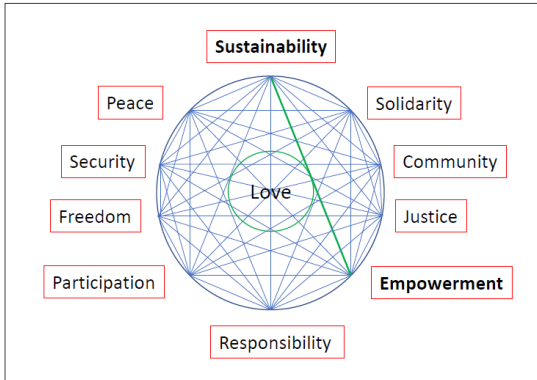 Sustainability
Peace
Solidarity
Security
Community
Love
Freedom
Justice
Participation
Empowerment
Responsibility